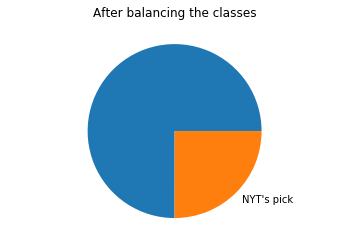 After balancing the classes
NYT's pick